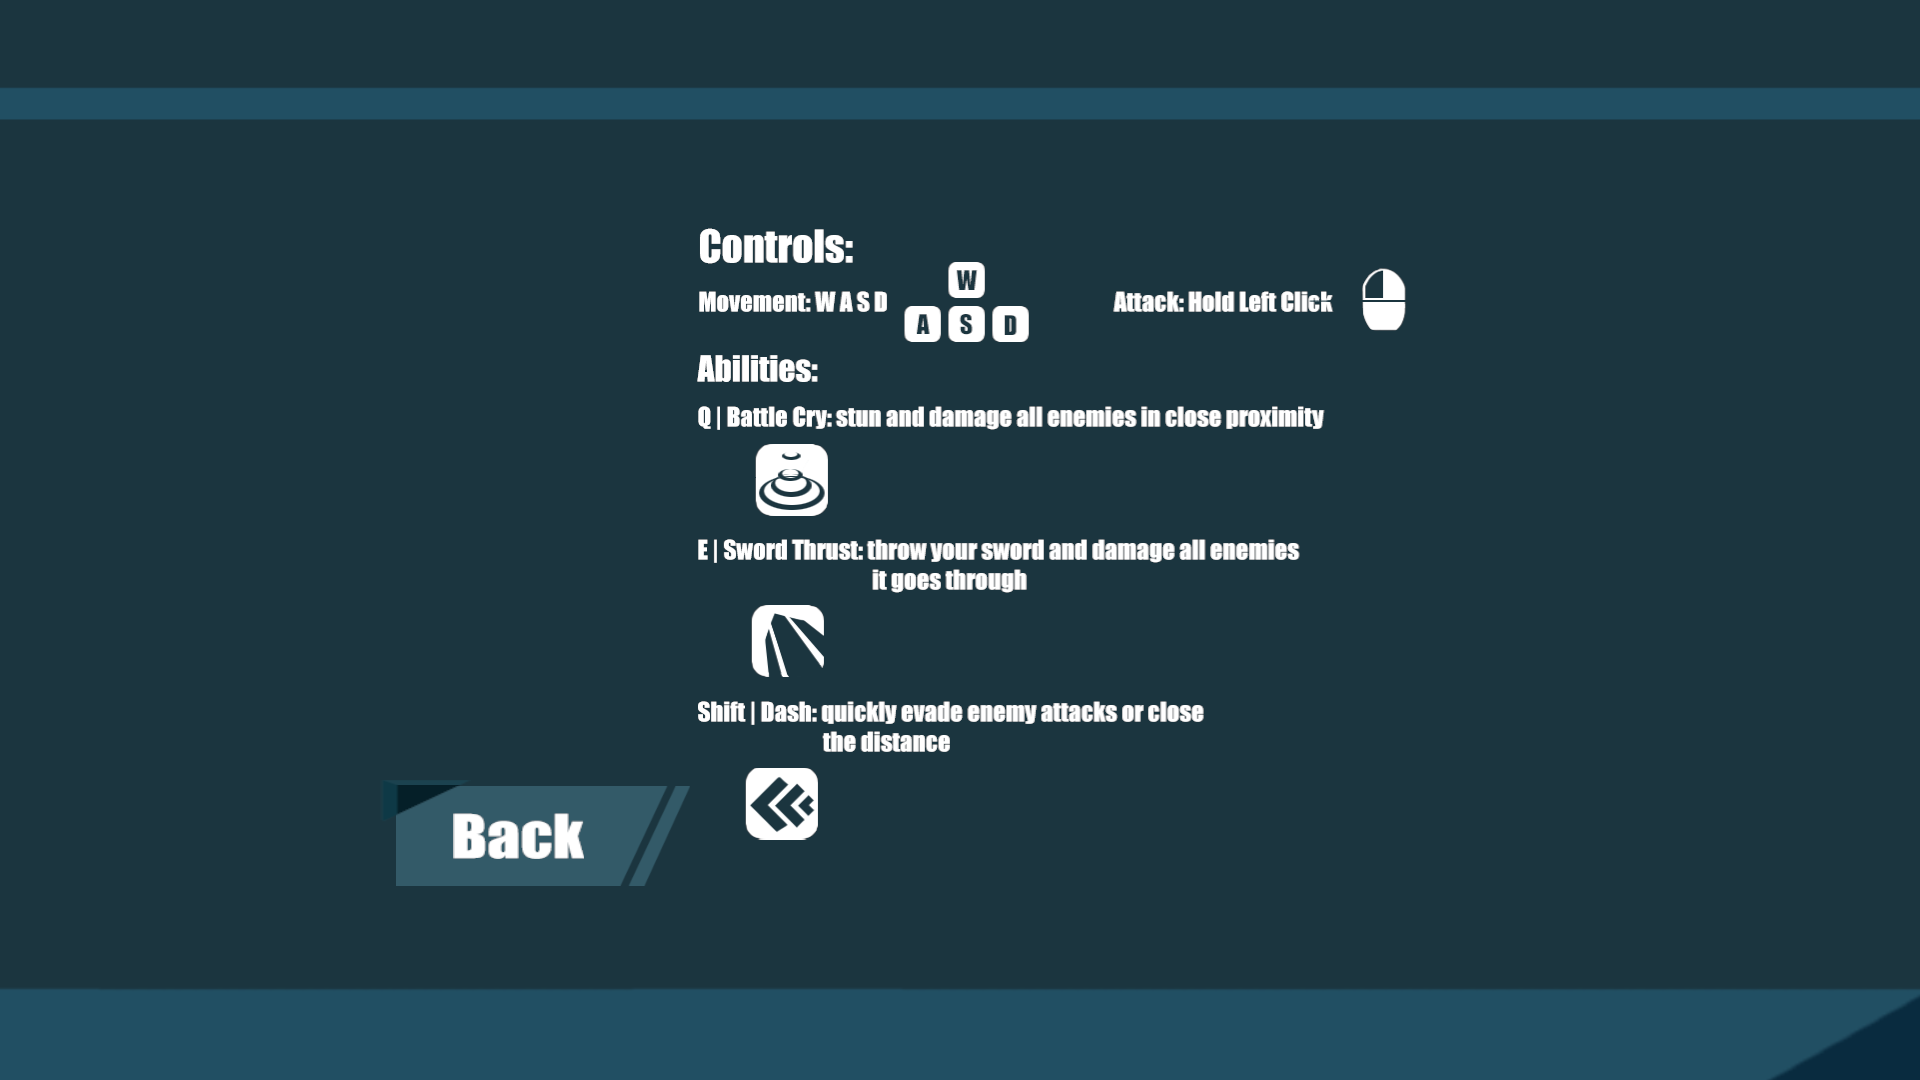 Controls:
Movement: W A S D
W
A S D
Attack: Hold Left Click
Abilities:
Q | Battle Cry: stun and damage all enemies in close proximity
E | Sword Thrust: throw your sword and damage all enemies
it goes through
Shift | Dash: quickly evade enemy attacks or close
the distance
Back